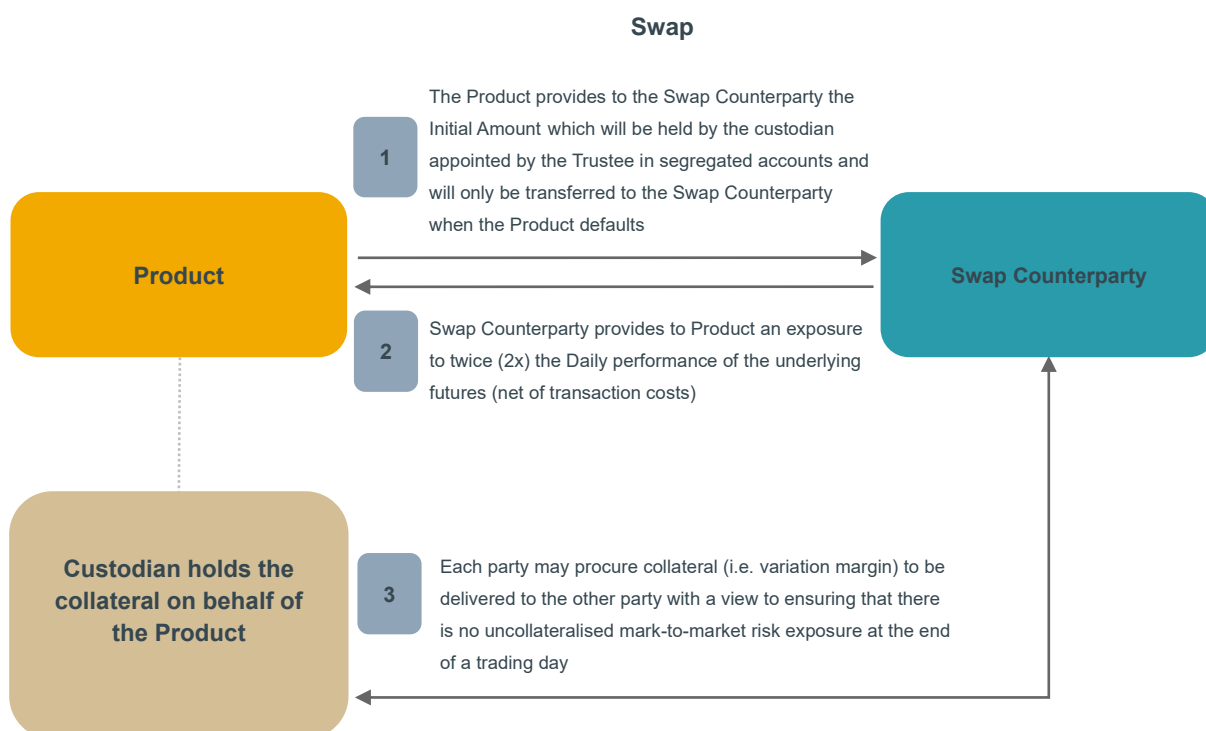 Swap
The Product provides to the Swap Counterparty the
Initial Amount which will be held by the custodian
appointed by the Trustee in segregated accounts and
will only be transferred to the Swap Counterparty
when the Product defaults
1
Product
Swap Counterparty
2
Swap Counterparty provides to Product an exposure
to twice (2x) the Daily performance of the underlying
futures (net of transaction costs)
Custodian holds the
collateral on behalf of
the Product
3
Each party may procure collateral (i.e. variation margin) to be
delivered to the other party with a view to ensuring that there
is no uncollateralised mark-to-market risk exposure at the end
of a trading day